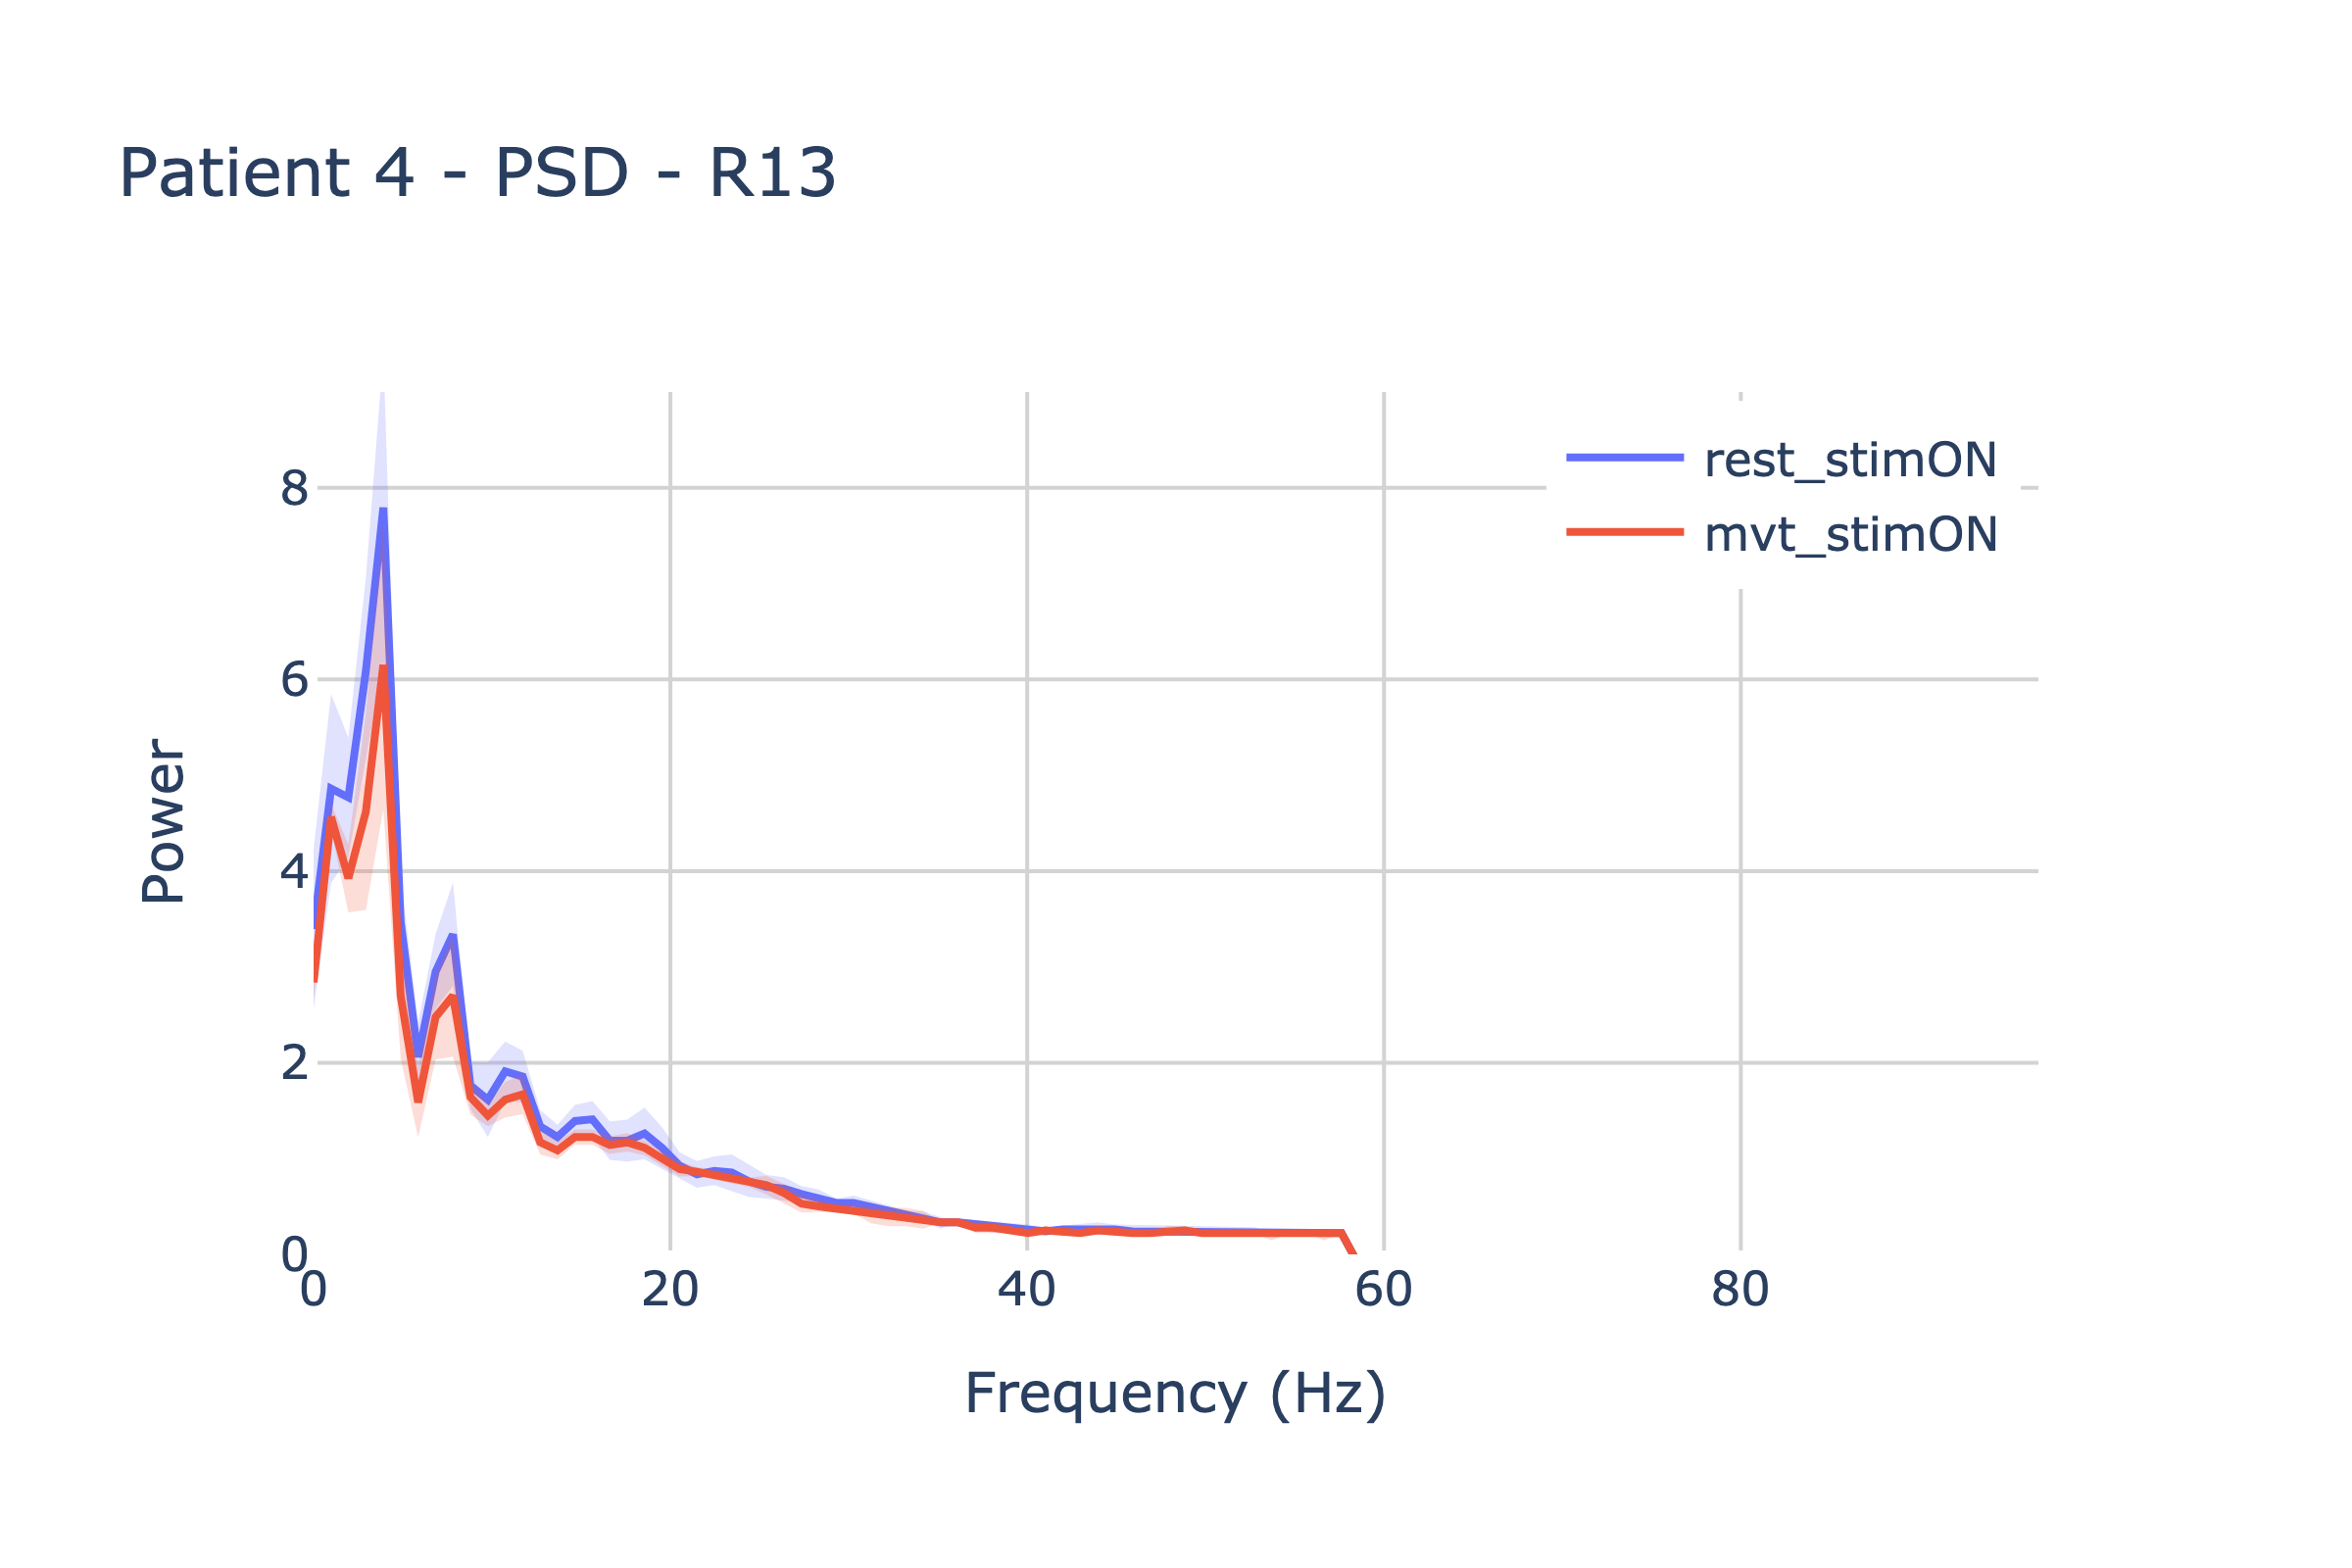 Patient 4 - PSD - R13
rest_stimON
mvt_stimON
Power
8
6
4
2
0
0 20 40 60 80
Frequency (Hz)